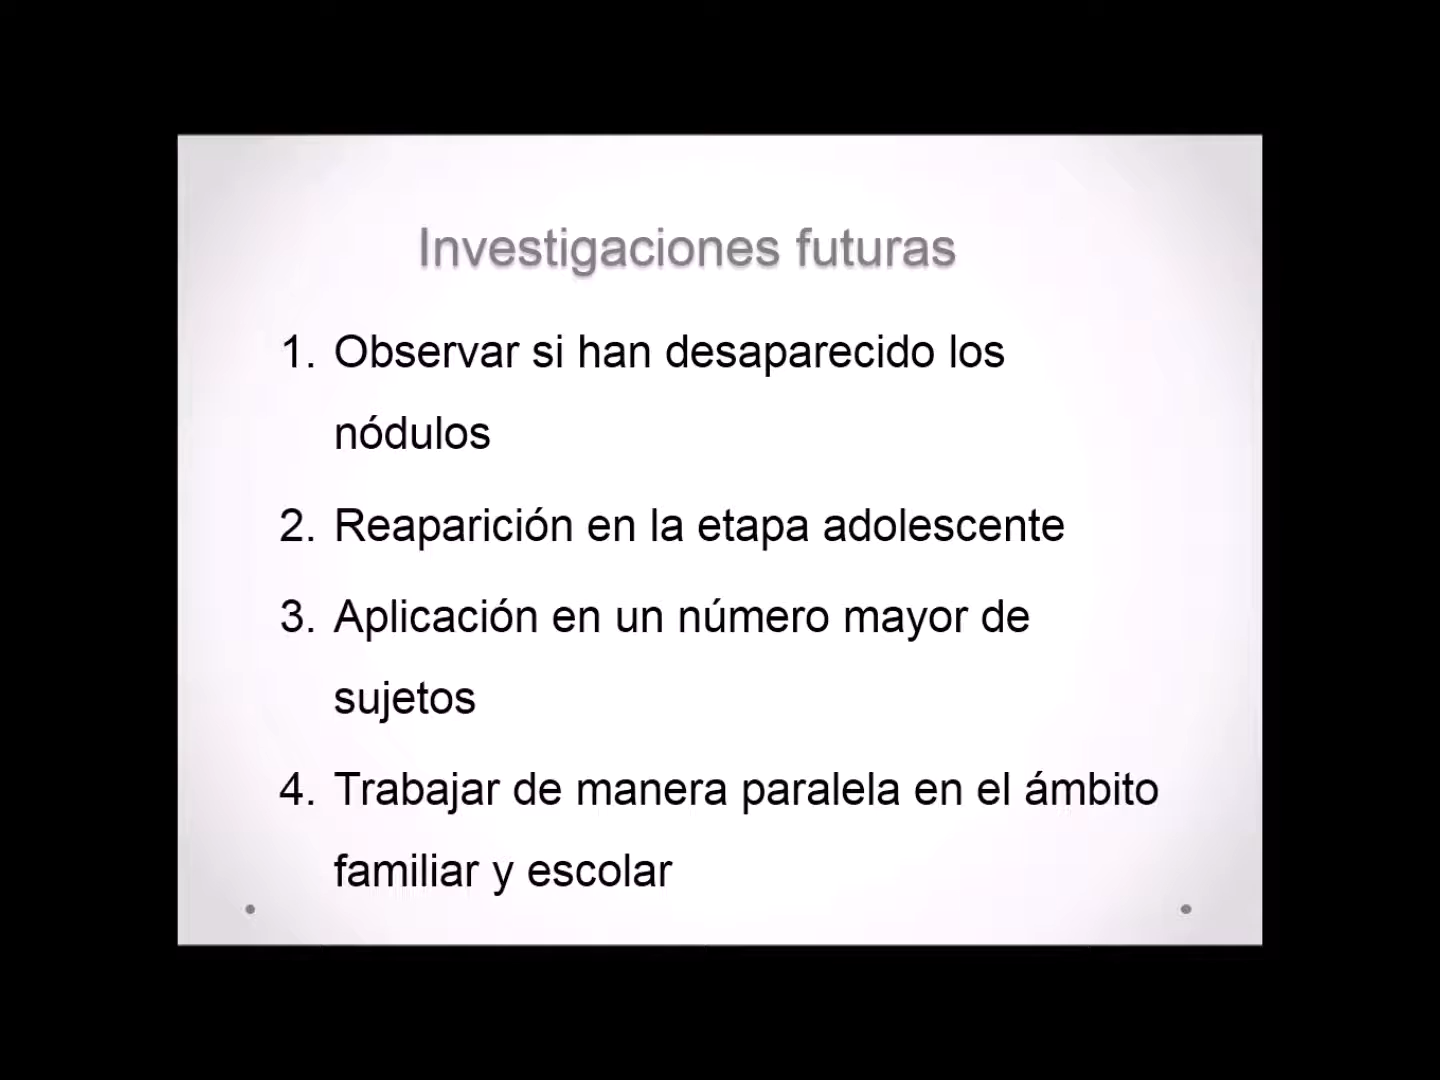 Investigaciones futuras
1. Observar si han desaparecido los
nódulos
2. Reaparición en la etapa adolescente
3. Aplicación en un número mayor de
sujetos
4. Trabajar de manera paralela en el ámbito
familiar y escolar